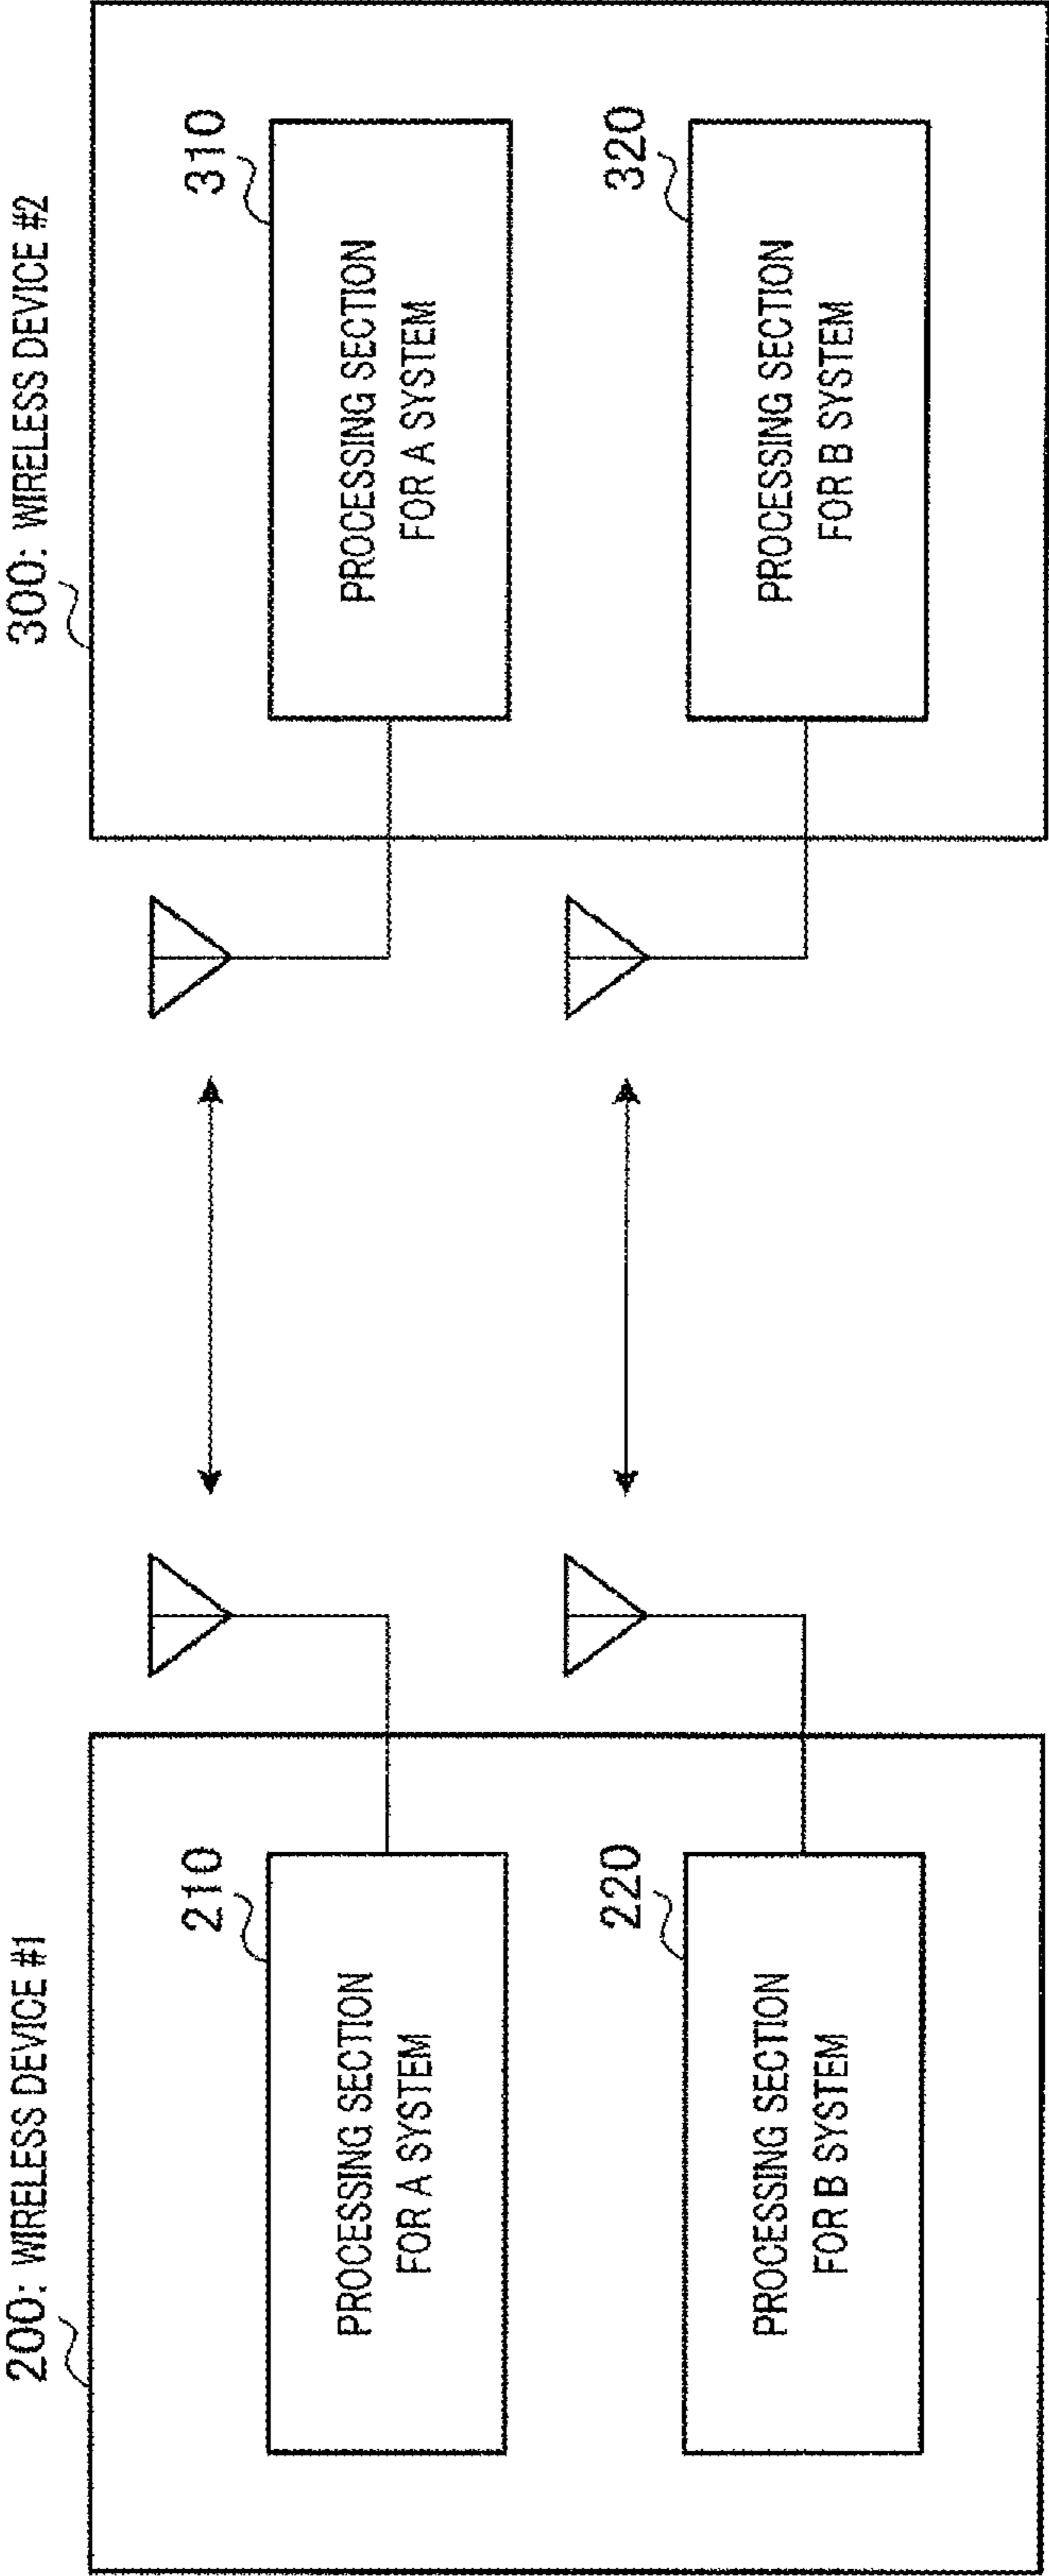 200: WIRELESS DEVICE #1
210
PROCESSING SECTION
FOR A SYSTEM
220
PROCESSING SECTION
FOR B SYSTEM
300: WIRELESS DEVICE #2
310
PROCESSING SECTION
FOR A SYSTEM
320
PROCESSING SECTION
FOR B SYSTEM